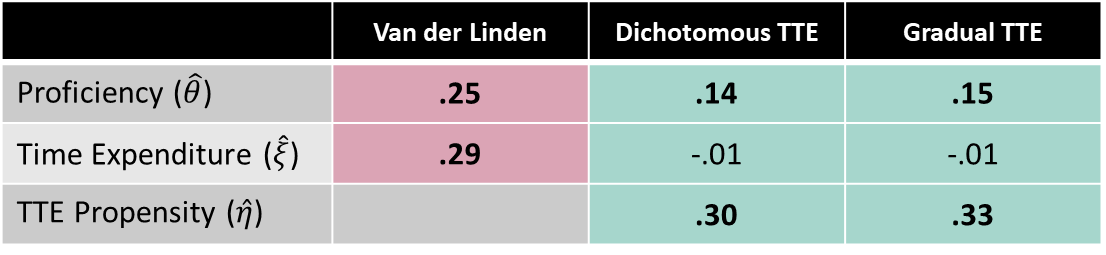 Van der Linden Dichotomous TTE Gradual TTE
Proficiency (θ̂) .25 .14 .15
Time Expenditure (ξ̂) .29 -.01 -.01
TTE Propensity (η̂) .30 .33